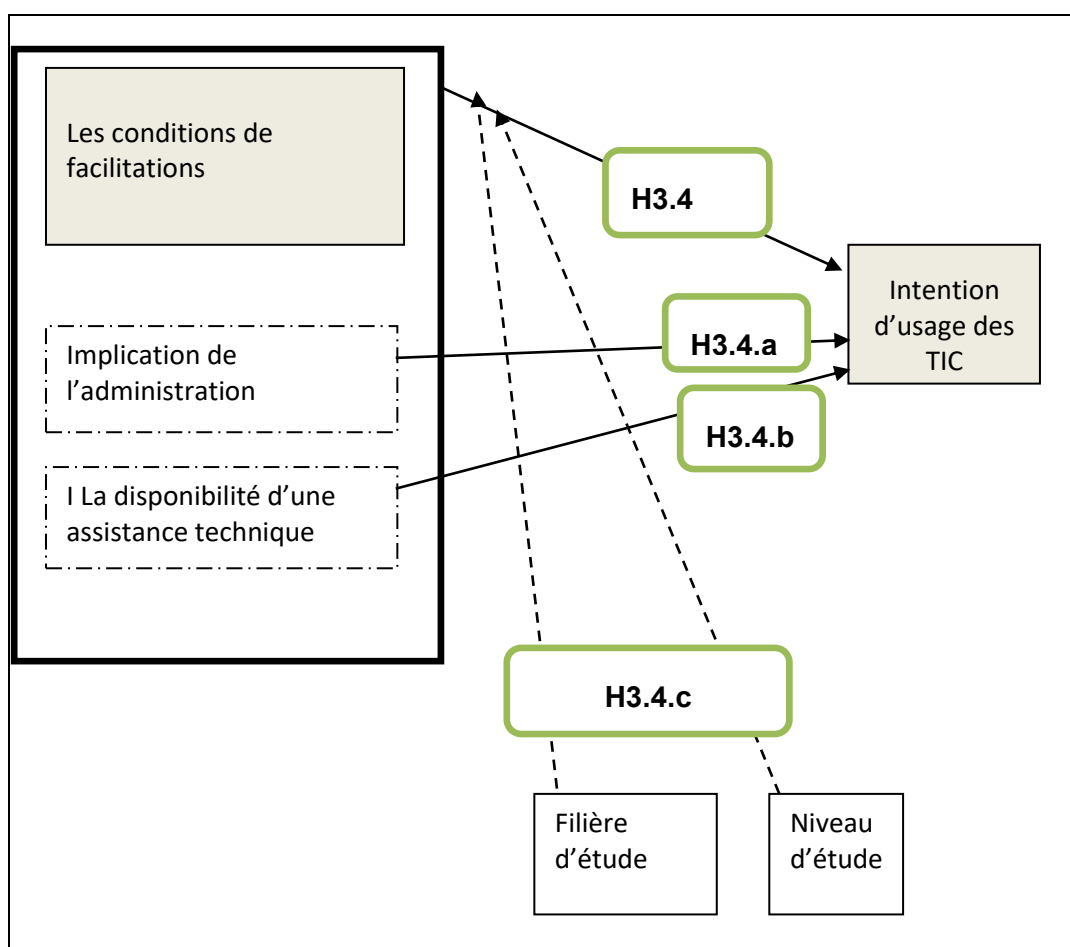 Les conditions de
facilitations
H3.4
Intention
d’usage des
TIC
Implication de
l’administration
H3.4.a
H3.4.b
I La disponibilité d’une
assistance technique
H3.4.c
Filière
d’étude
Niveau
d’étude